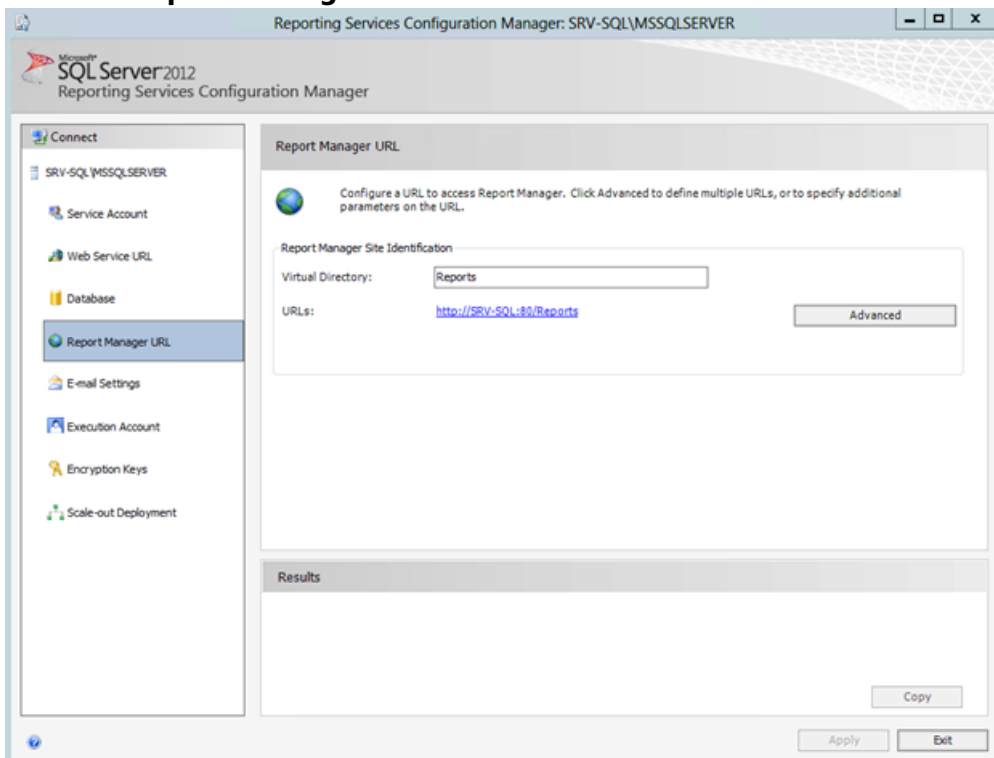 Reporting Services Configuration Manager: SRV-SQL\MSSQLSERVER
Microsoft®
SQL Server 2012
Reporting Services Configuration Manager
Connect
SRV-SQL\MSSQLSERVER
Service Account
Web Service URL
Database
Report Manager URL
E-mail Settings
Execution Account
Encryption Keys
Scale-out Deployment
Report Manager URL
Configure a URL to access Report Manager. Click Advanced to define multiple URLs, or to specify additional
parameters on the URL.
Report Manager Site Identification
Virtual Directory: Reports
URLs: http://SRV-SQL:80/Reports
Advanced
Results
Copy
Apply
Exit